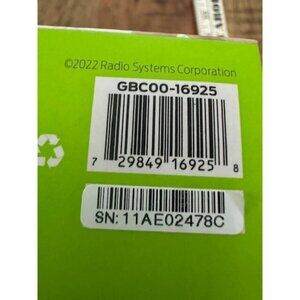 ©2022 Radio Systems Corporation
GBC00-16925
7 29849 16925 8
SN: 11AE02478C